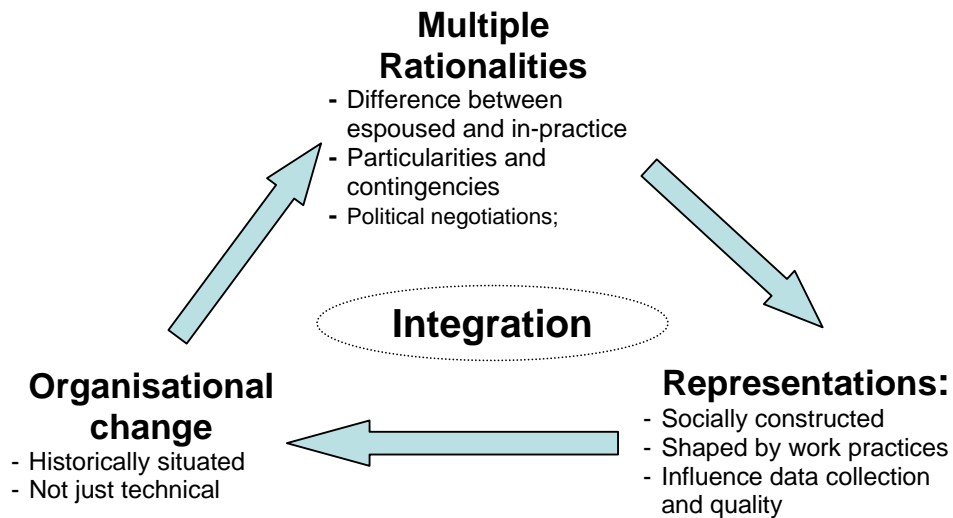 Multiple
Rationalities
- Difference between
espoused and in-practice
- Particularities and
contingencies
- Political negotiations;
Integration
Organisational
change
- Historically situated
- Not just technical
Representations:
- Socially constructed
- Shaped by work practices
- Influence data collection
and quality